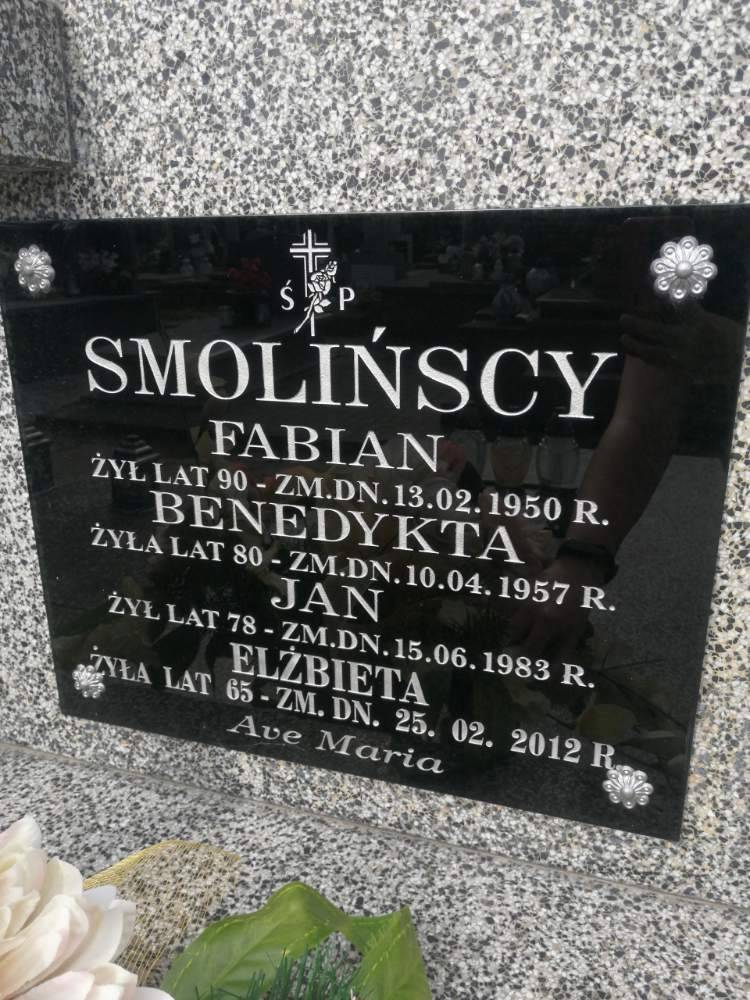 Ś P
SMOLIŃSCY
FABIAN
ŻYŁ LAT 90 - ZM.DN.13.02.1950 R.
BENEDYKTA
ŻYŁA LAT 80 - ZM.DN.10.04.1957 R.
JAN
ŻYŁ LAT 78 - ZM.DN.15.06.1983 R.
ELŻBIETA
ŻYŁA LAT 65 - ZM. DN. 25. 02. 2012 R.
Ave Maria